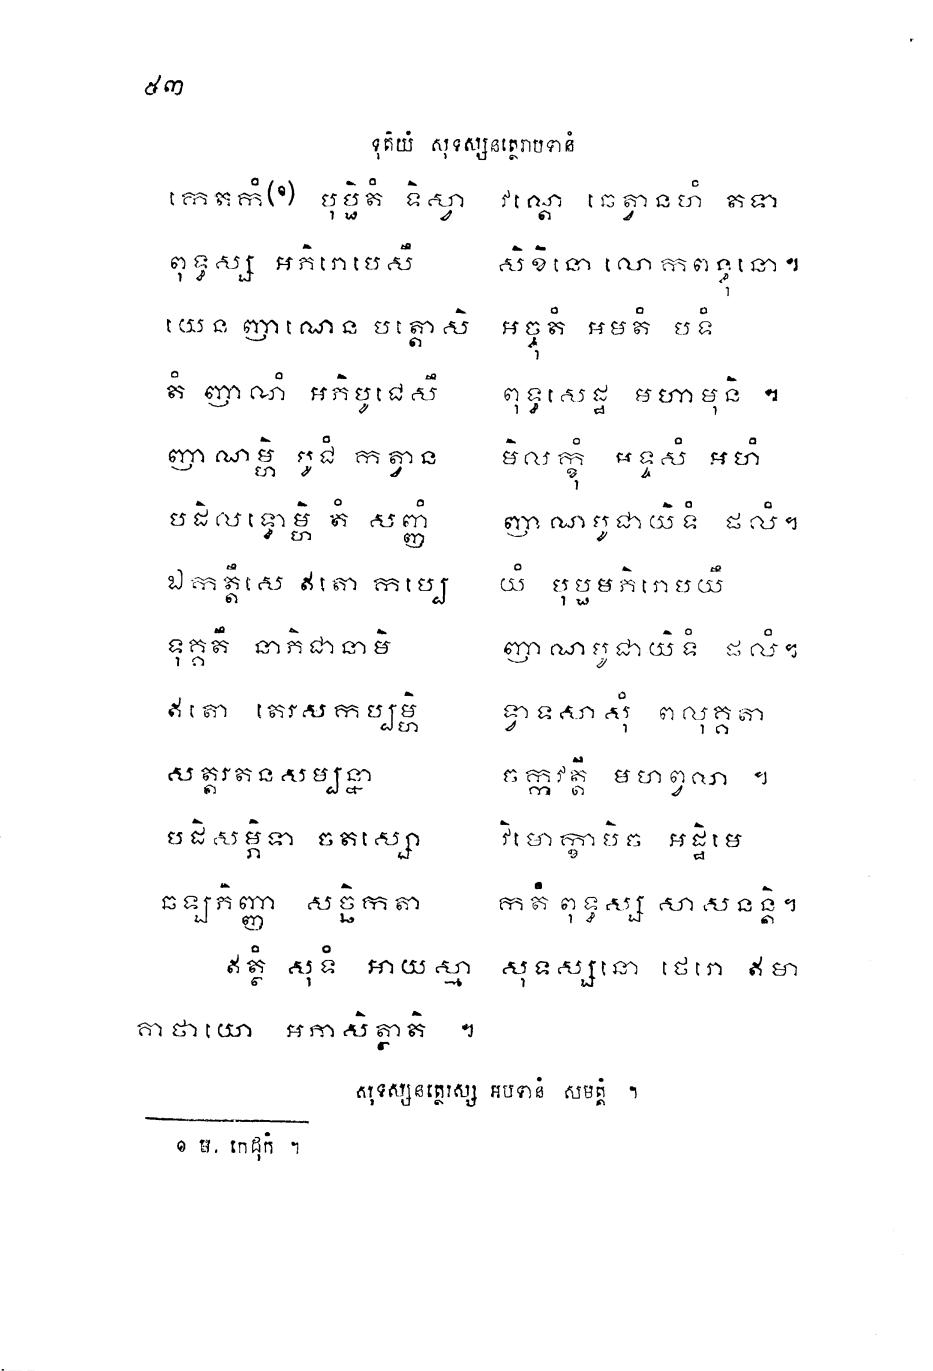 ៥៣
ទុតិយំ សុទស្សនត្ថេរាបទានំ
កេតកំ(១) បុប្ផិតំ ទិស្វា វណ្ដេ ឆេត្វានហំ តទា
ពុទ្ធស្ស អភិរោបេសឹ សិខិនោ លោកពន្ធុនោ។
យេន ញាណេន បត្តោសិ អច្ចុតំ អមតំ បទំ
តំ ញាណំ អភិបូជេសឹ ពុទ្ធសេដ្ឋ មហាមុនិ ។
ញាណម្ហិ បូជំ កត្វាន មិលក្ខុំ អទ្ទសំ អហំ
បដិលទ្ធោម្ហិ តំ សញ្ញំ ញាណបូជាយិទំ ផលំ។
ឯកត្តឹសេ ឥតោ កប្បេ យំ បុប្ផមភិរោបយឹ
ទុគ្គតឹ នាភិជានាមិ ញាណបូជាយិទំ ផលំ។
ឥតោ តេរសកប្បម្ហិ ទ្វាទសាសុំ ពលុគ្គតា
សត្តរតនសម្បន្នា ចក្កវត្តី មហព្វលា ។
បដិសម្ភិទា ចតស្សោ វិមោក្ខាបិច អដ្ឋិមេ
ឆឡភិញ្ញា សច្ឆិកតា កតំ ពុទ្ធស្ស សាសនន្តិ។
ឥត្ថំ សុទំ អាយស្មា សុទស្សនោ ថេរោ ឥមា
គាថាយោ អភាសិត្ថាតិ ។
សុទស្សនត្ថេរស្ស អបទានំ សមត្តំ ។
១ ម. កេដុកំ ។